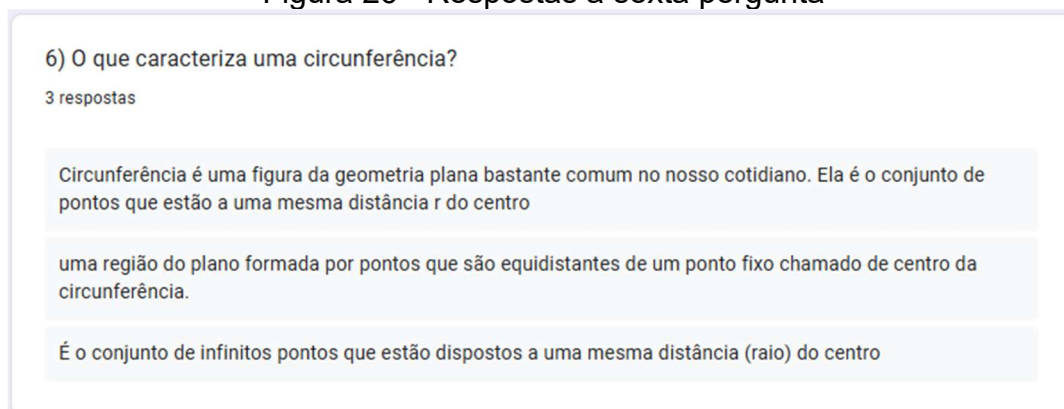 Figura 20 - Respostas à sexta pergunta
6) O que caracteriza uma circunferência?
3 respostas
Circunferência é uma figura da geometria plana bastante comum no nosso cotidiano. Ela é o conjunto de
pontos que estão a uma mesma distância r do centro
uma região do plano formada por pontos que são equidistantes de um ponto fixo chamado de centro da
circunferência.
É o conjunto de infinitos pontos que estão dispostos a uma mesma distância (raio) do centro